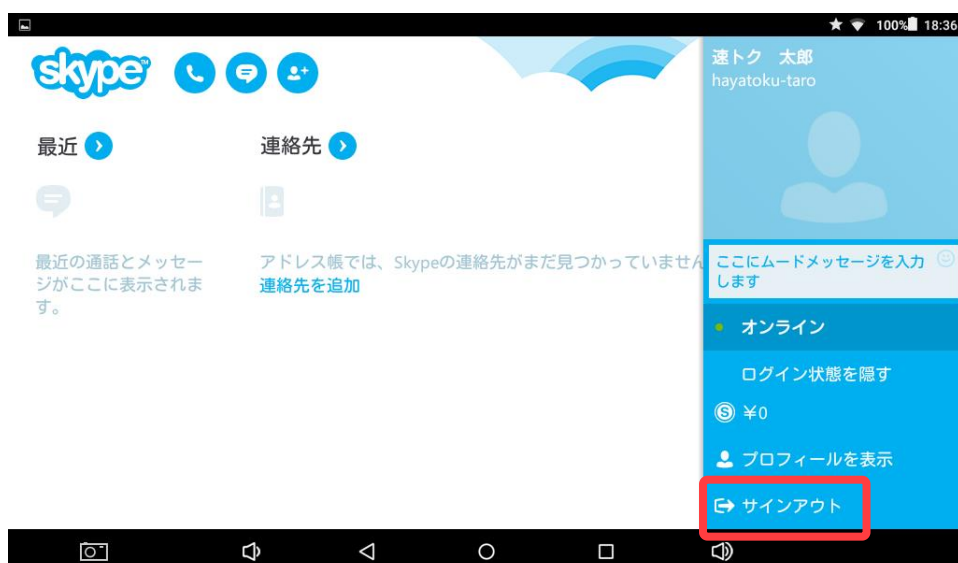 100% 18:36
skype™
速トク 太郎
hayatoku-taro
最近
連絡先
最近の通話とメッセー
ジがここに表示されま
す。
アドレス帳では、Skypeの連絡先がまだ見つかっていません
連絡先を追加
ここにムードメッセージを入力
します
オンライン
ログイン状態を隠す
¥0
プロフィールを表示
サインアウト